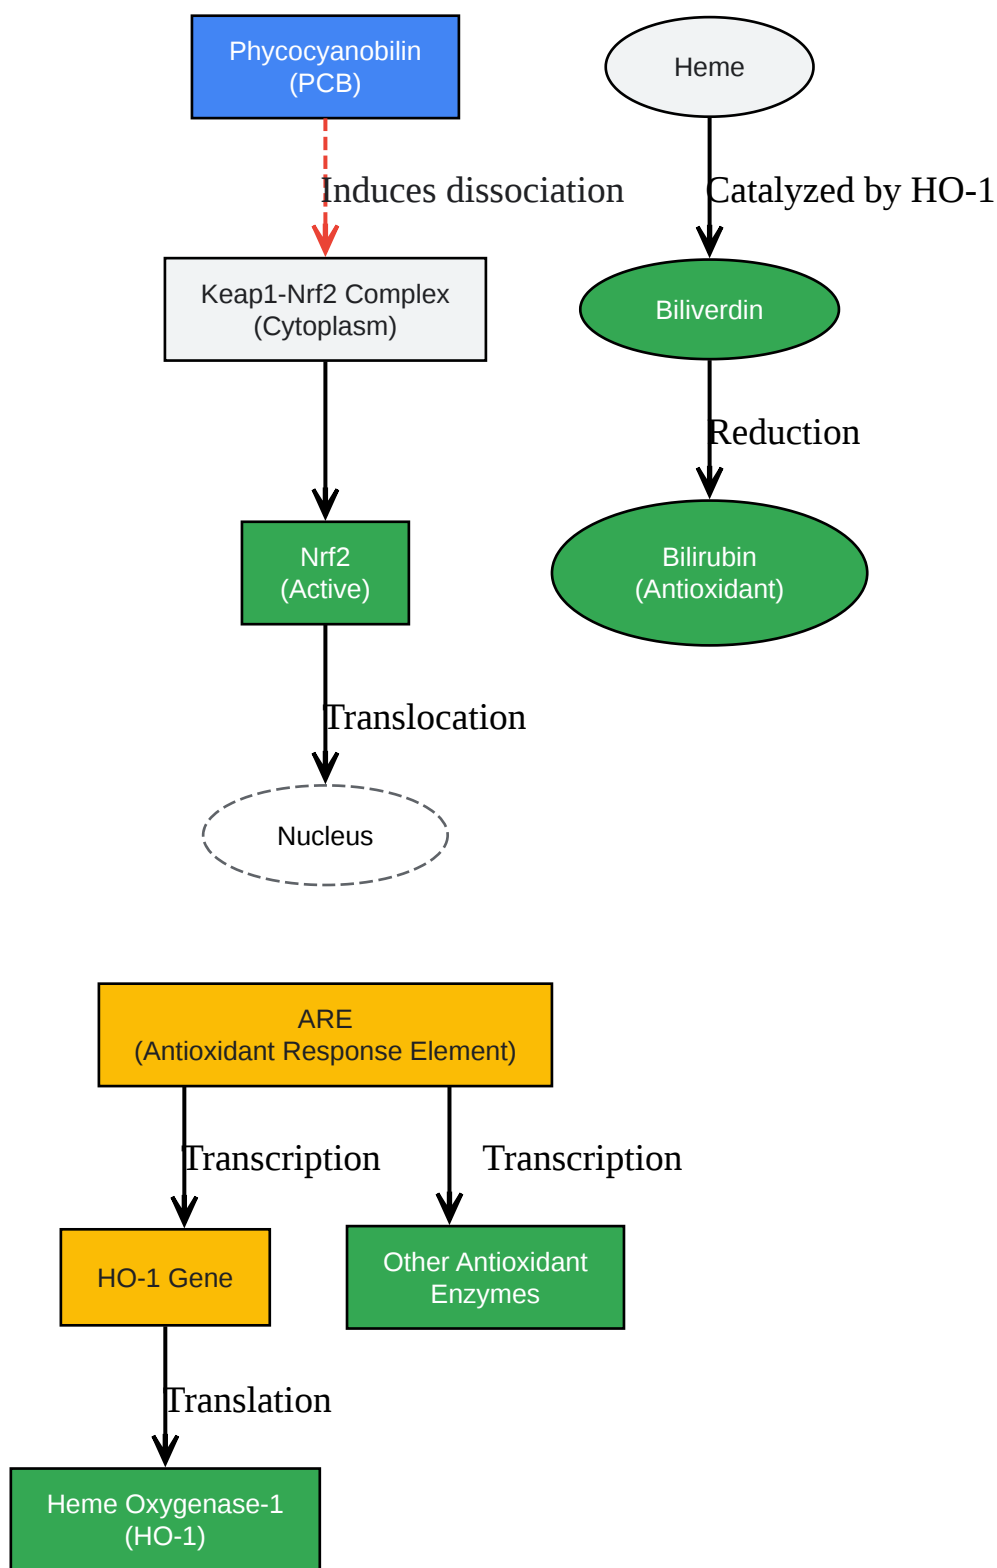 Phycocyanobilin
(PCB)
Heme
Induces dissociation
Catalyzed by HO-1
Keap1-Nrf2 Complex
(Cytoplasm)
Biliverdin
Reduction
Nrf2
(Active)
Bilirubin
(Antioxidant)
Translocation
Nucleus
ARE
(Antioxidant Response Element)
Transcription
Transcription
HO-1 Gene
Other Antioxidant
Enzymes
Translation
Heme Oxygenase-1
(HO-1)